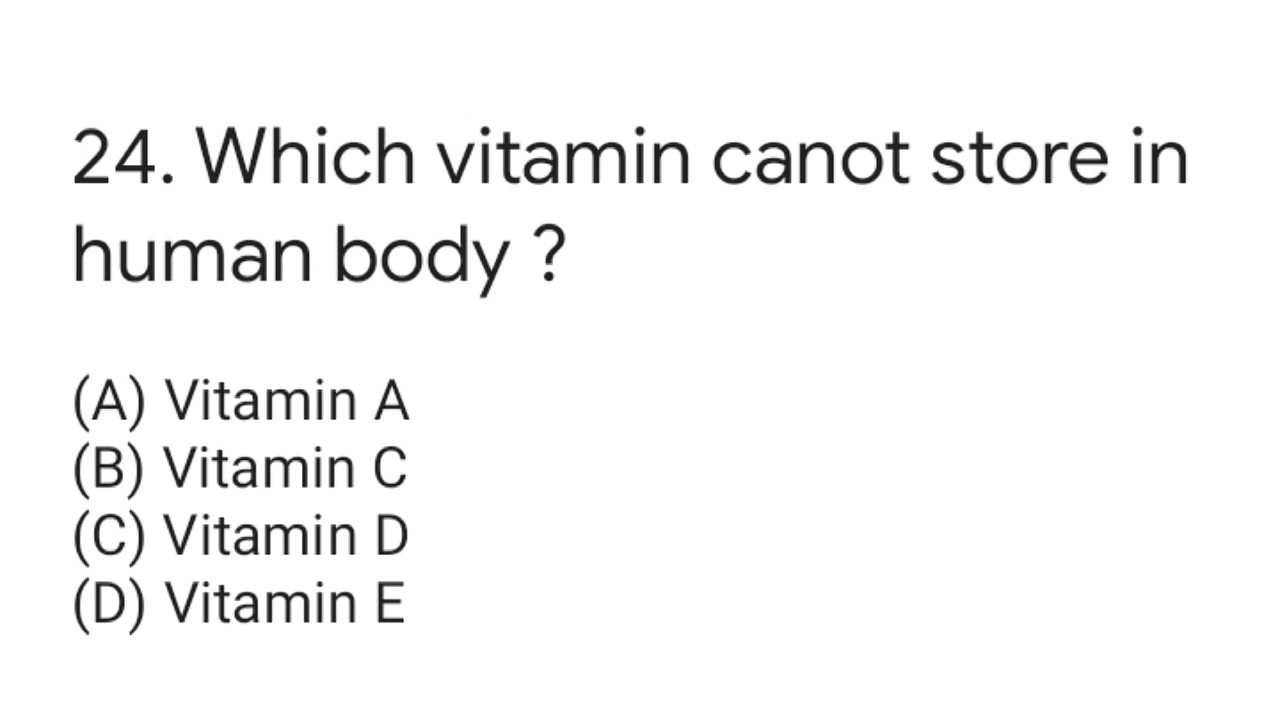 24. Which vitamin canot store in
human body ?
(A) Vitamin A
(B) Vitamin C
(C) Vitamin D
(D) Vitamin E